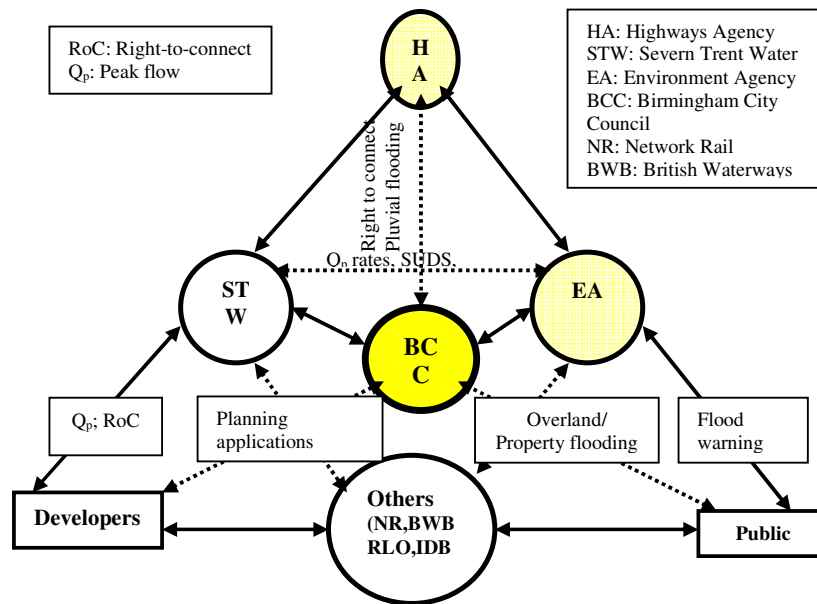 RoC: Right-to-connect
Qp: Peak flow
H
A
HA: Highways Agency
STW: Severn Trent Water
EA: Environment Agency
BCC: Birmingham City
Council
NR: Network Rail
BWB: British Waterways
Right to connect
Pluvial flooding
Qp rates, SUDS,
ST
W
EA
BC
C
Qp; RoC
Planning
applications
Overland/
Property flooding
Flood
warning
Developers
Others
(NR,BWB
RLO,IDB
Public